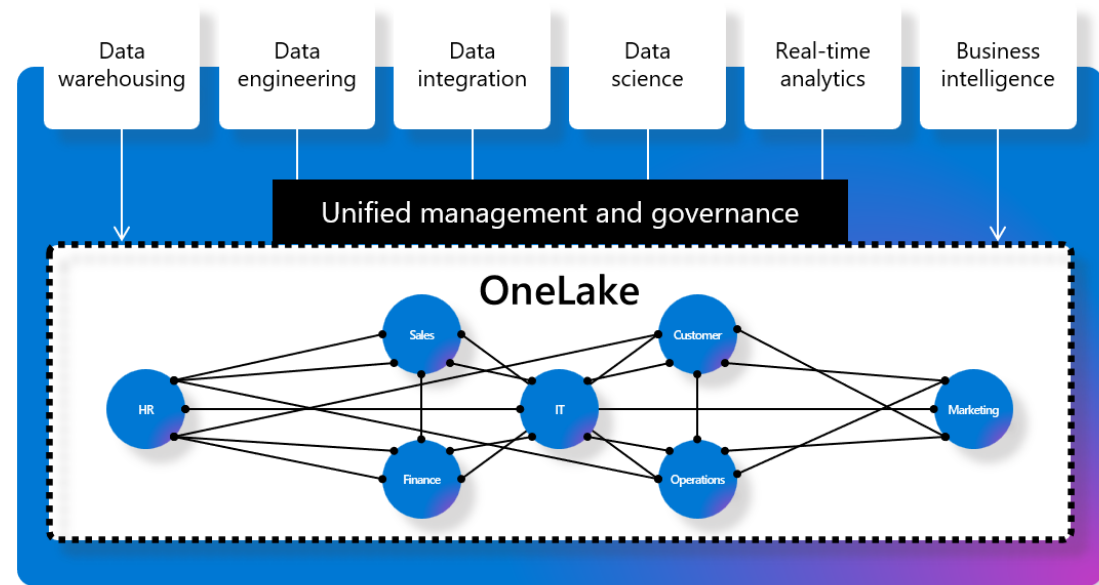 Data
warehousing
Data
engineering
Data
integration
Data
science
Real-time
analytics
Business
intelligence
Unified management and governance
OneLake
Sales
Customer
HR
IT
Marketing
Finance
Operations